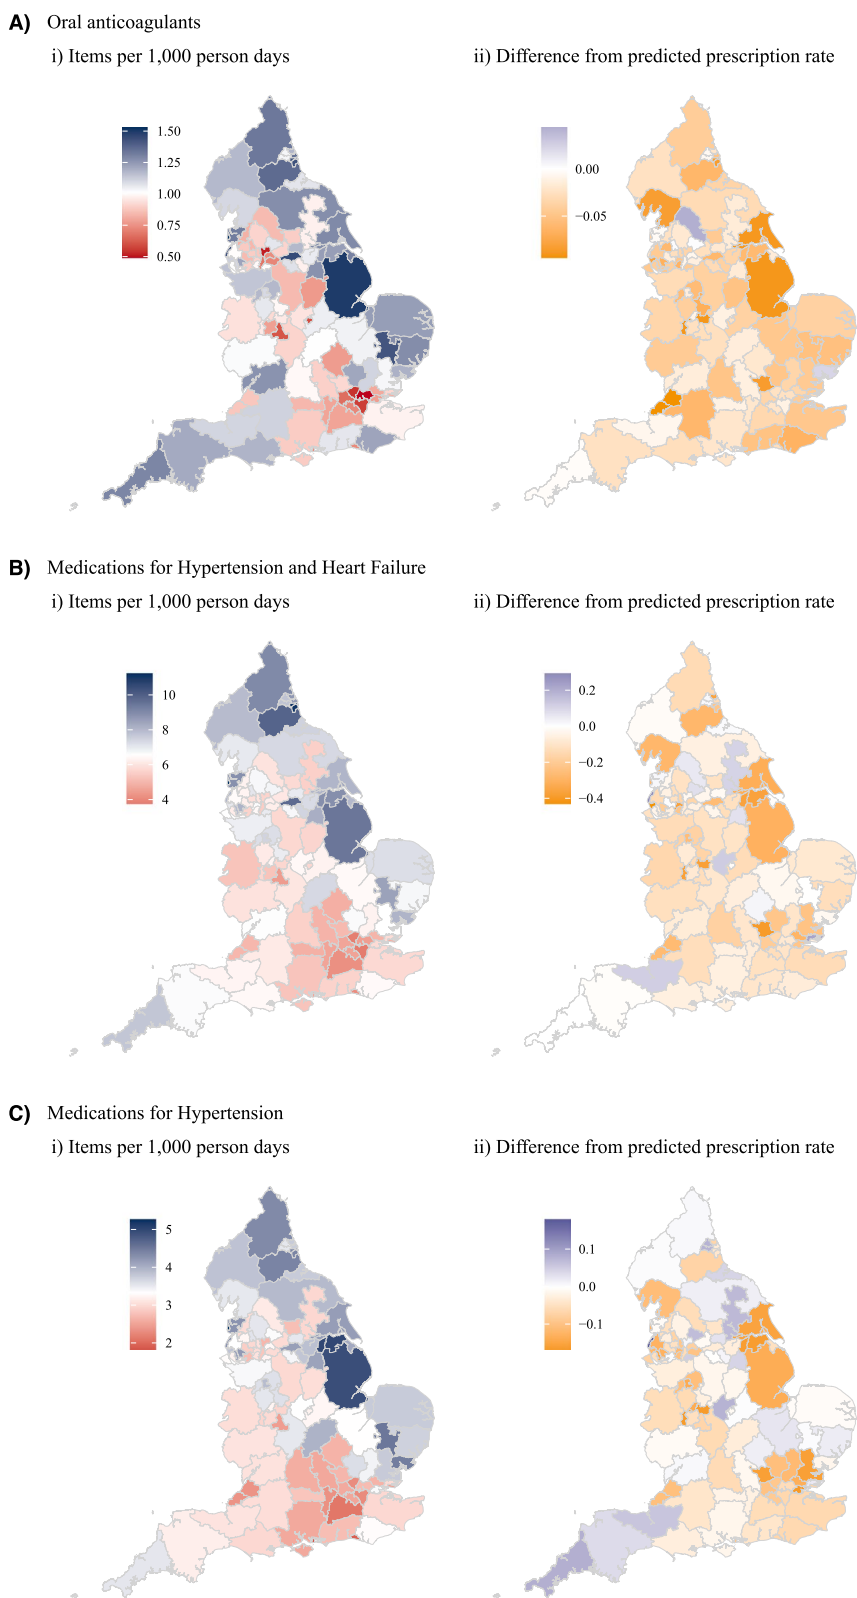 A) Oral anticoagulants
i) Items per 1,000 person days
ii) Difference from predicted prescription rate
1.50
1.25
1.00
0.75
0.50
0.00
−0.05
B) Medications for Hypertension and Heart Failure
i) Items per 1,000 person days
ii) Difference from predicted prescription rate
10
8
6
4
0.2
0.0
−0.2
−0.4
C) Medications for Hypertension
i) Items per 1,000 person days
ii) Difference from predicted prescription rate
5
4
3
2
0.1
0.0
−0.1